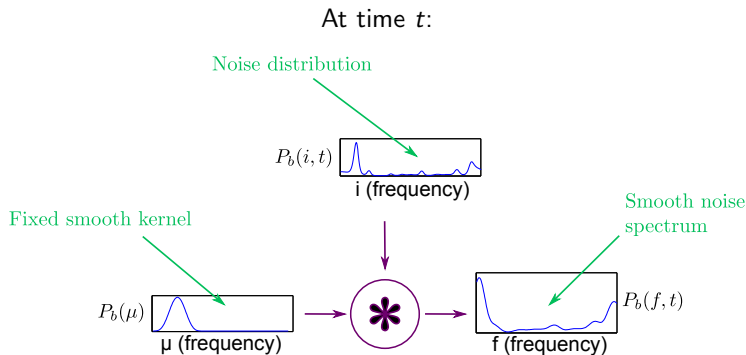 At time t:
Noise distribution
P_b(i, t)
i (frequency)
Fixed smooth kernel
Smooth noise
spectrum
P_b(μ)
*
P_b(f, t)
μ (frequency)
f (frequency)